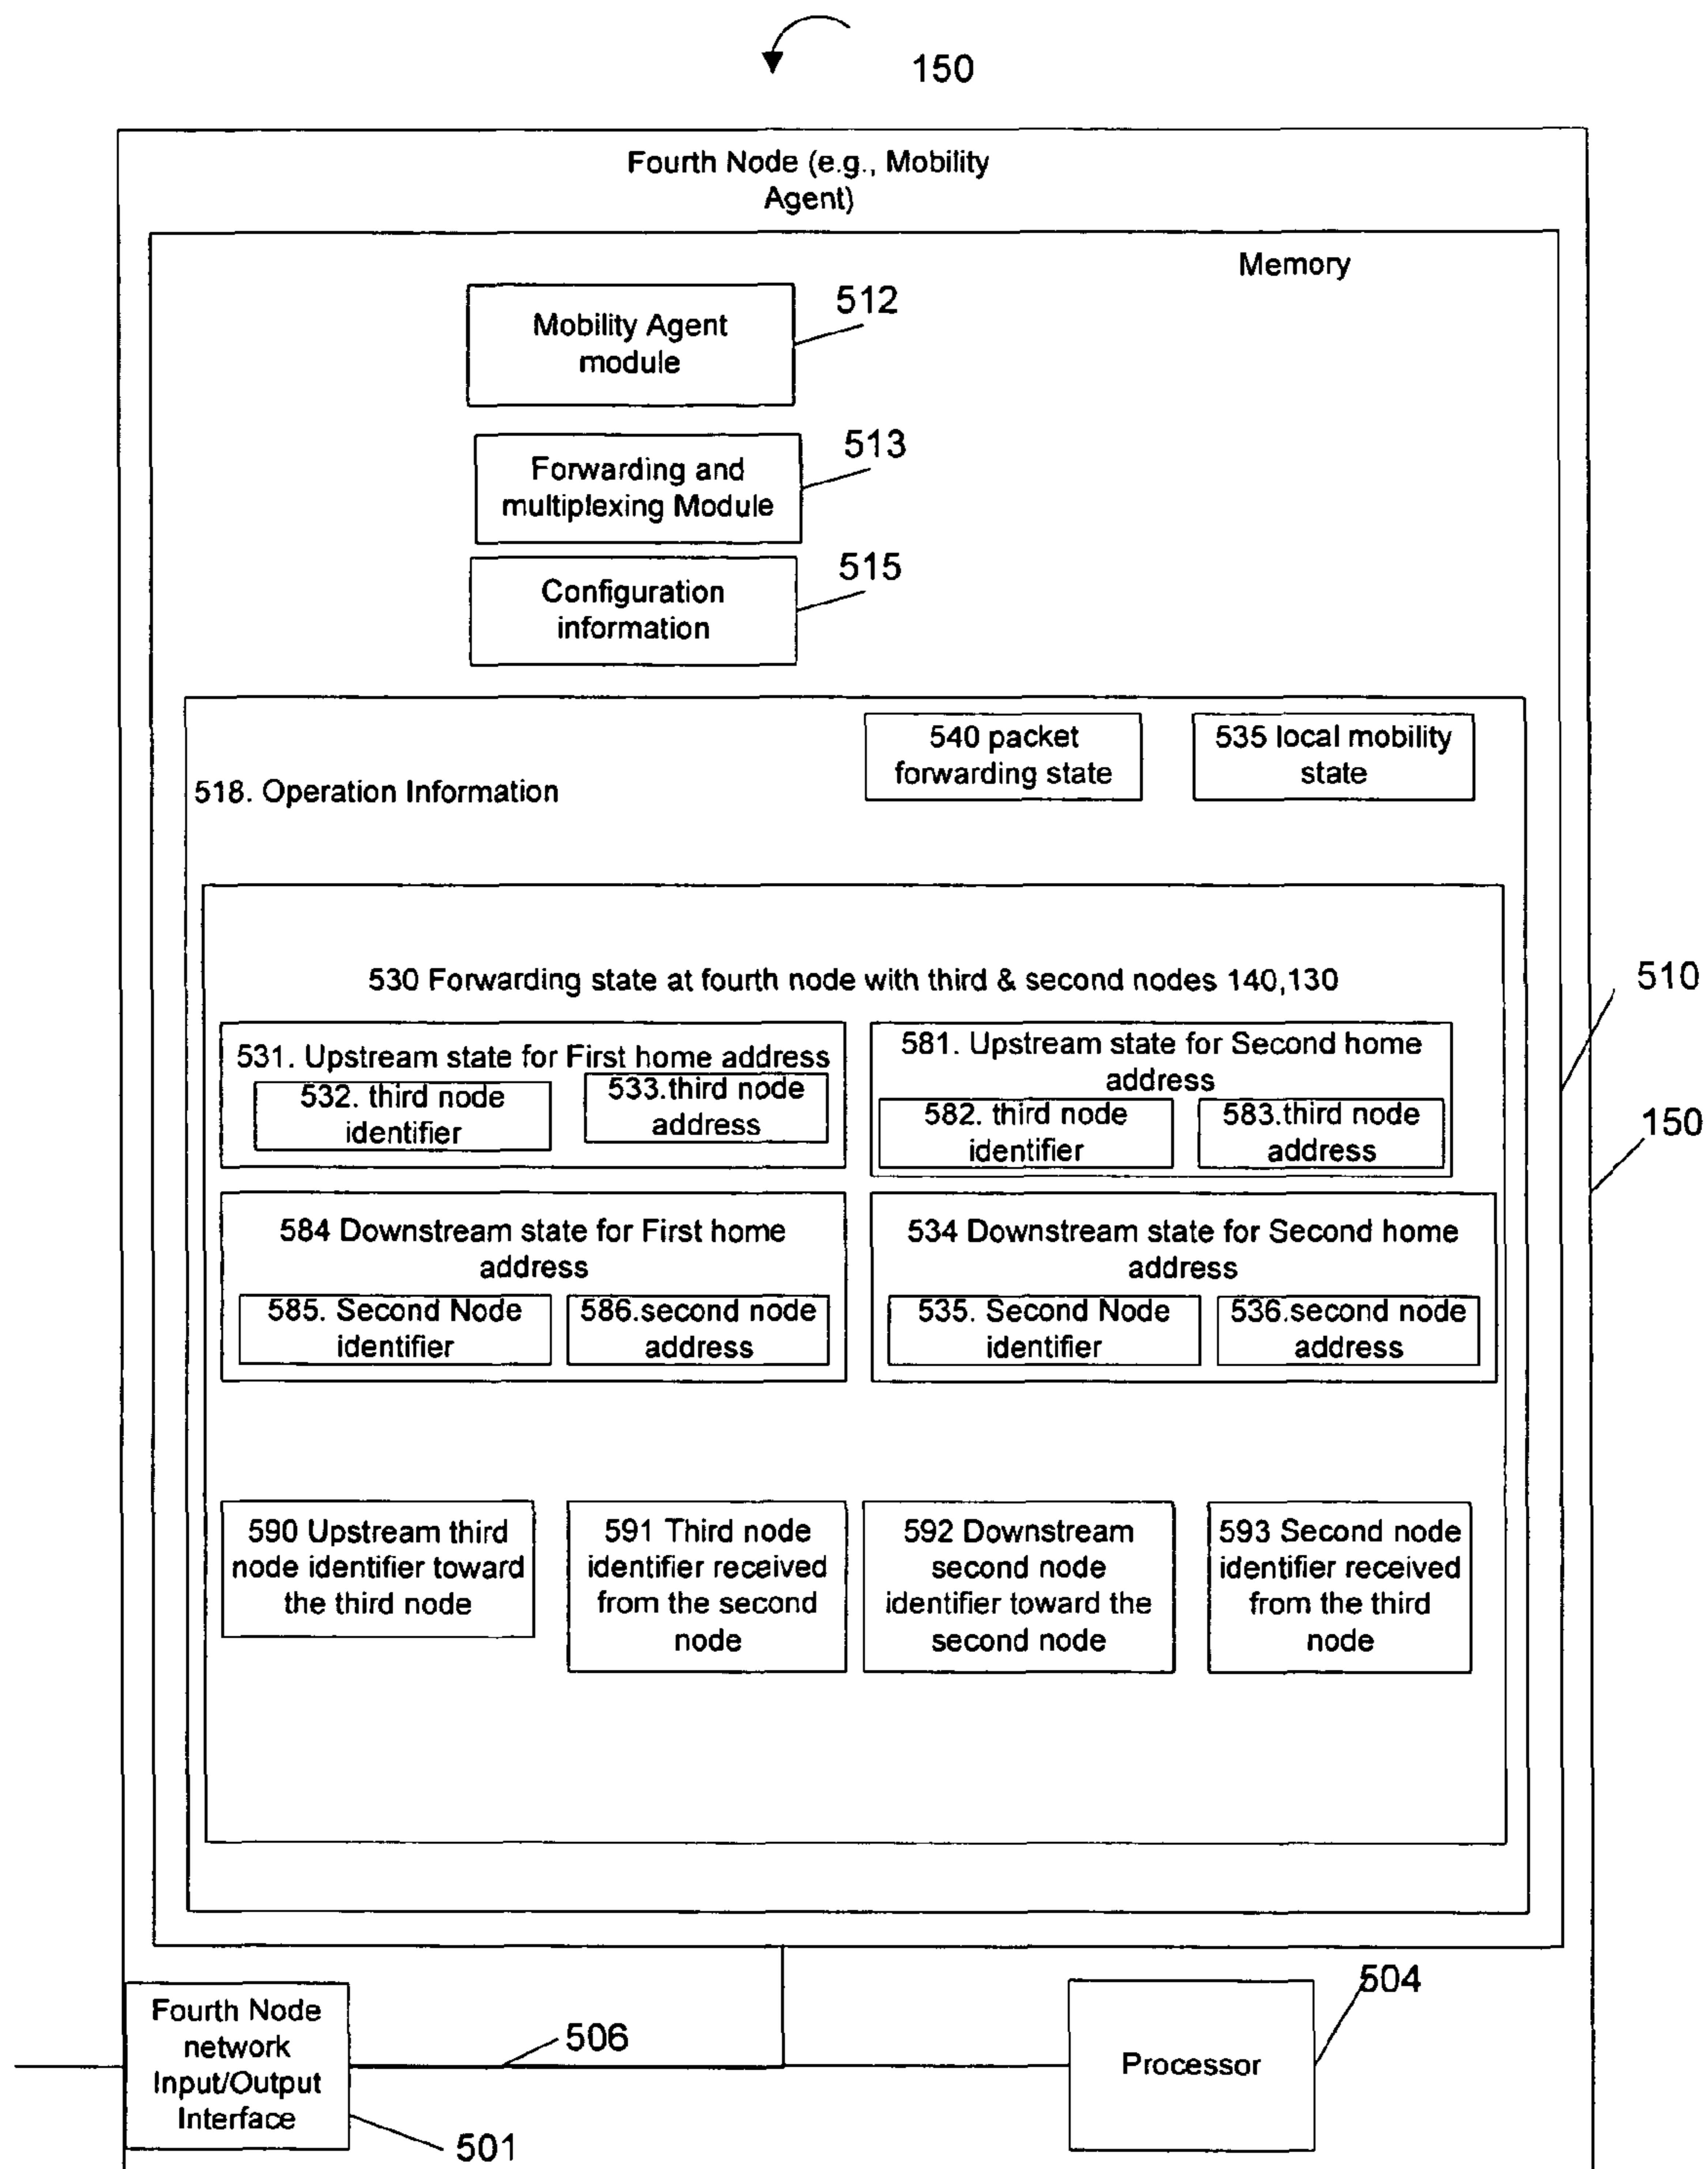 150
Fourth Node (e.g., Mobility
Agent)
Memory
Mobility Agent
module
512
Forwarding and
multiplexing Module
513
Configuration
information
515
540 packet
forwarding state
535 local mobility
state
518. Operation Information
530 Forwarding state at fourth node with third & second nodes 140,130
531. Upstream state for First home address
532. third node
identifier
533.third node
address
581. Upstream state for Second home
address
582. third node
identifier
583.third node
address
510
150
584 Downstream state for First home
address
585. Second Node
identifier
586.second node
address
534 Downstream state for Second home
address
535. Second Node
identifier
536.second node
address
590 Upstream third
node identifier toward
the third node
591 Third node
identifier received
from the second
node
592 Downstream
second node
identifier toward the
second node
593 Second node
identifier received
from the third
node
Fourth Node
network
Input/Output
Interface
501
506
Processor
504